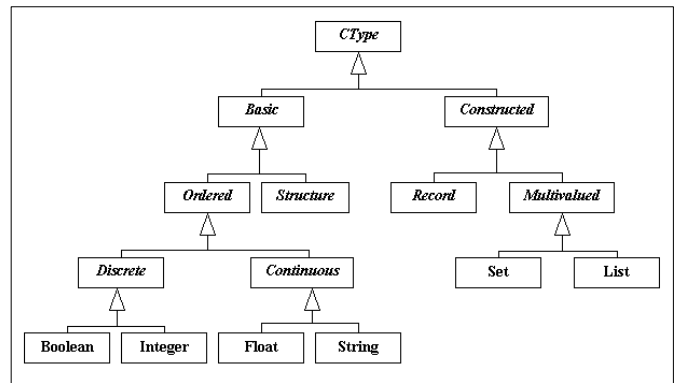 CType
Basic
Constructed
Ordered
Structure
Record
Multivalued
Discrete
Continuous
Set
List
Boolean
Integer
Float
String